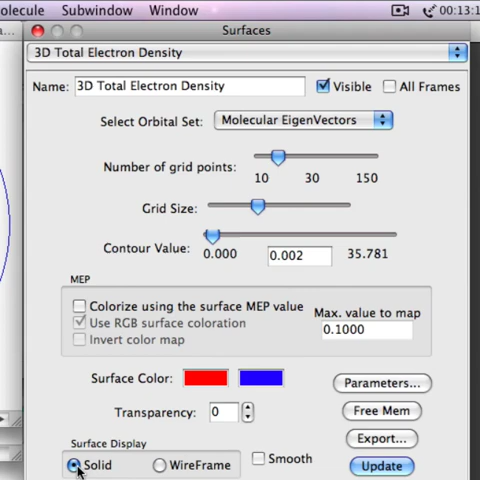 olecule Subwindow Window 00:13:1
Surfaces
3D Total Electron Density
Name: 3D Total Electron Density Visible All Frames
Select Orbital Set: Molecular EigenVectors
Number of grid points:
10 30 150
Grid Size:
Contour Value: 0.000 0.002 35.781
MEP
Colorize using the surface MEP value
Max. value to map
Use RGB surface coloration 0.1000
Invert color map
Surface Color: Parameters...
Transparency: 0 Free Mem
Export...
Surface Display
Solid WireFrame Smooth Update